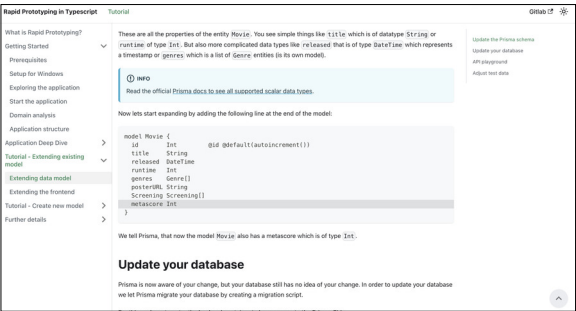 Rapid Prototyping in Typescript Tutorial Gitlab
What is Rapid Prototyping?
Getting Started
Prerequisites
Setup for Windows
Exploring the application
Start the application
Domain analysis
Application structure
Application Deep Dive
Tutorial - Extending existing
model
Extending data model
Extending the frontend
Tutorial - Create new model
Further details
These are all the properties of the entity Movie. You see simple things like title which is of datatype String or
runtime of type Int. But also more complicated data types like released that is of type DateTime which represents
a timestamp or genres which is a list of Genre entities (is its own model).
INFO
Read the official Prisma docs to see all supported scalar data types.
Now lets start expanding by adding the following line at the end of the model:
model Movie {
id Int @id @default(autoincrement())
title String
released DateTime
runtime Int
genres Genre[]
posterURL String
Screening Screening[]
metascore Int
}
We tell Prisma, that now the model Movie also has a metascore which is of type Int.
Update your database
Prisma is now aware of your change, but your database still has no idea of your change. In order to update your database
we let Prisma migrate your database by creating a migration script.
Update the Prisma schema
Update your database
API playground
Adjust test data